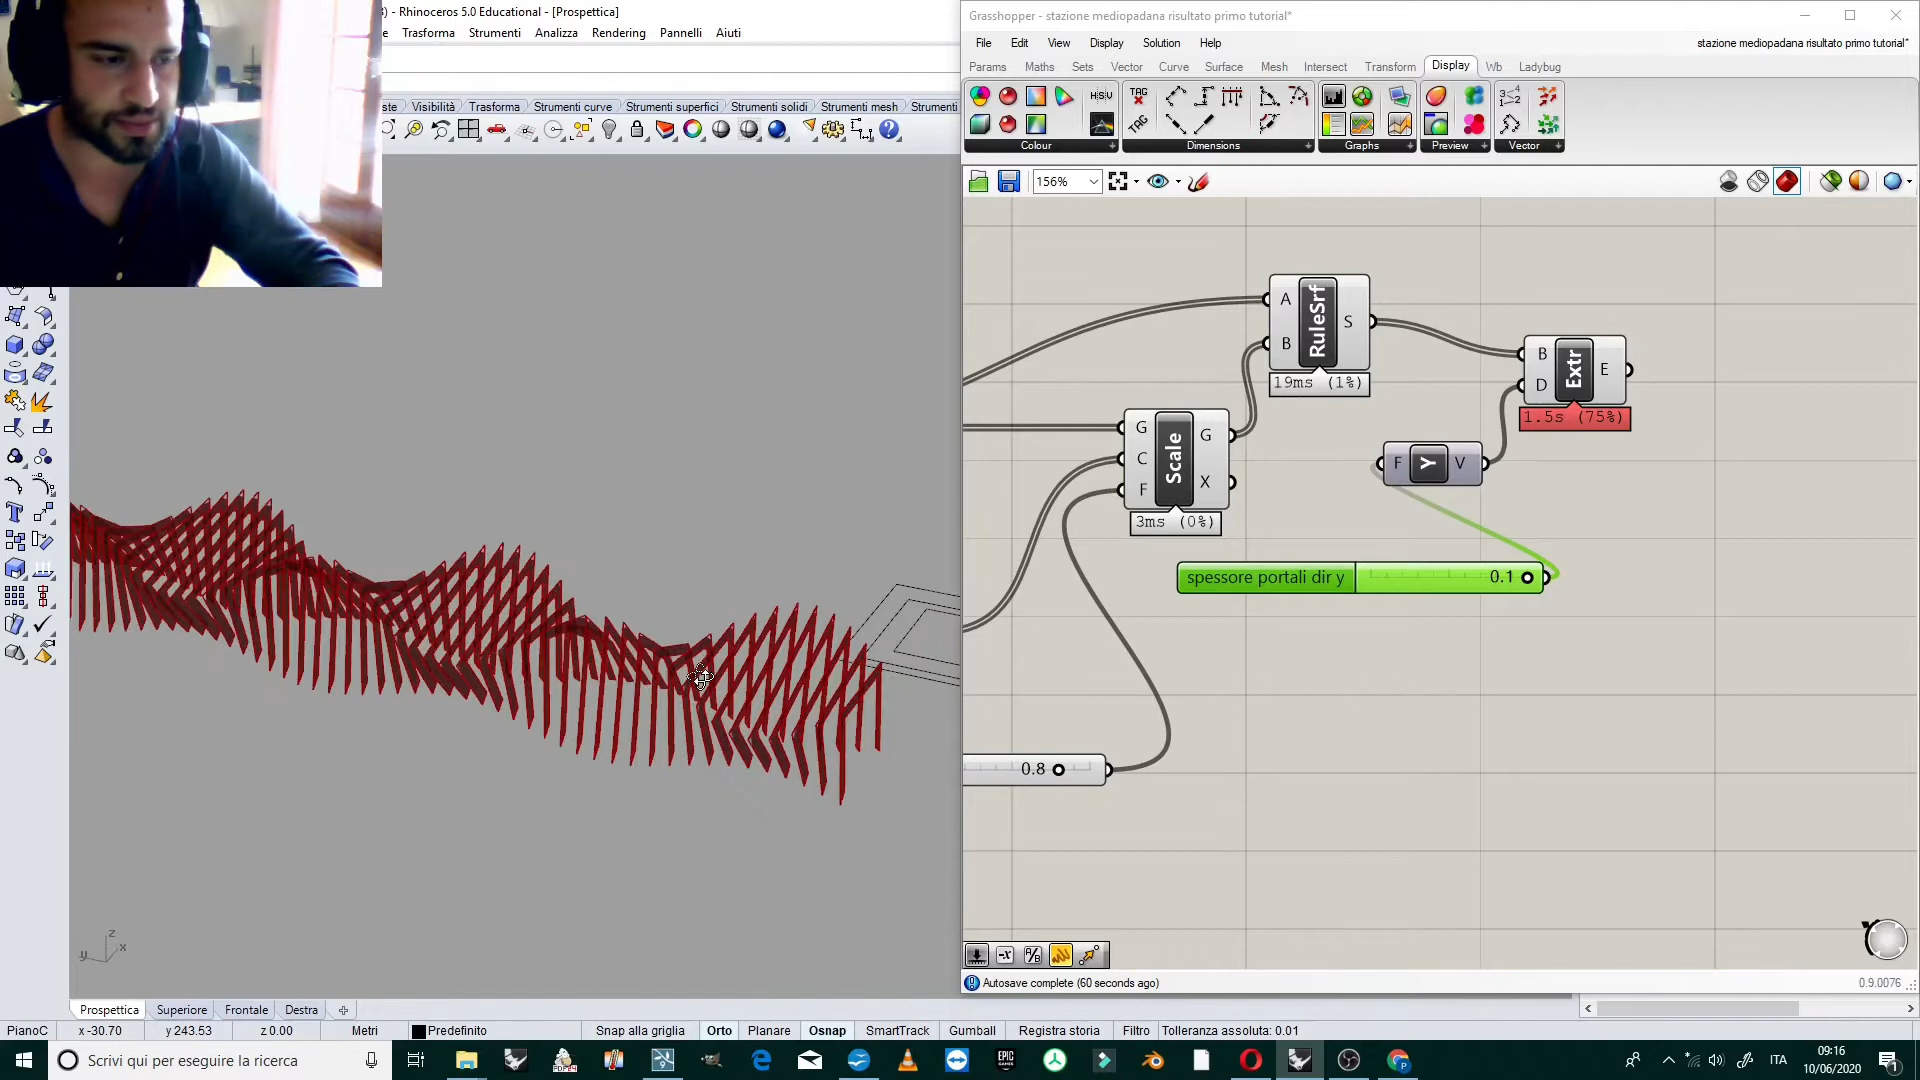 ) - Rhinoceros 5.0 Educational - [Prospettica]
e Trasforma Strumenti Analizza Rendering Pannelli Aiuti
ste Visibilità Trasforma Strumenti curve Strumenti superfici Strumenti solidi Strumenti mesh Strumenti
Grasshopper - stazione mediopadana risultato primo tutorial*
File Edit View Display Solution Help
stazione mediopadana risultato primo tutorial*
Params Maths Sets Vector Curve Surface Mesh Intersect Transform Display Wb Ladybug
HSV
TAG
TAG
Colour Dimensions Graphs Preview Vector
156%
A
B
RuleSrf
S
19ms (1%)
B
D
Extr
E
1.5s (75%)
G
C
F
Scale
G
X
3ms (0%)
F Y V
spessore portali dir y 0.1
0.8
z
y x
Autosave complete (60 seconds ago)
0.9.0076
Prospettica Superiore Frontale Destra
PianoC x -30.70 y 243.53 z 0.00 Metri Predefinito Snap alla griglia Orto Planare Osnap SmartTrack Gumball Registra storia Filtro Tolleranza assoluta: 0.01
Scrivi qui per eseguire la ricerca
EPIC GAMES
ITA
09:16
10/06/2020
1